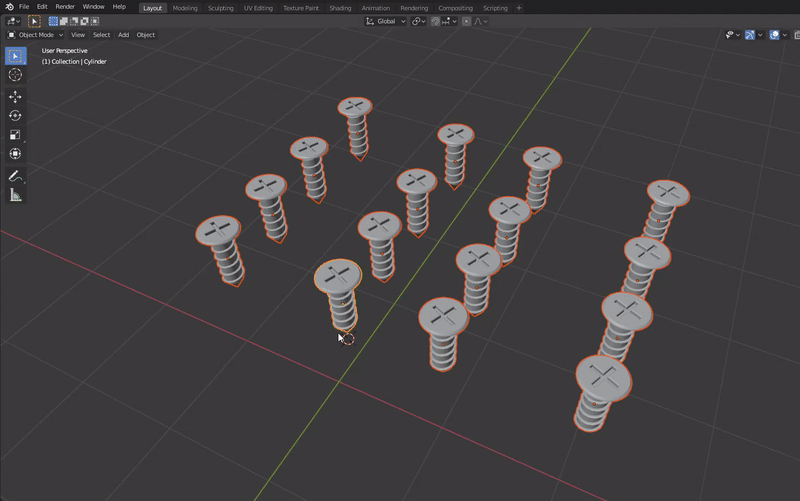 File Edit Render Window Help Layout Modeling Sculpting UV Editing Texture Paint Shading Animation Rendering Compositing Scripting +
Global
Object Mode View Select Add Object
User Perspective
(1) Collection | Cylinder